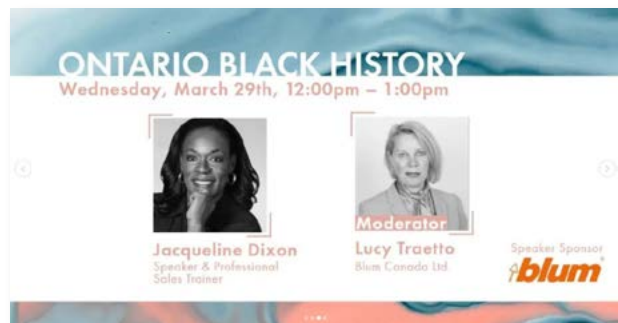 ONTARIO BLACK HISTORY
Wednesday, March 29th, 12:00pm – 1:00pm
Jacqueline Dixon
Speaker & Professional
Sales Trainer
Moderator
Lucy Traetto
Blum Canada Ltd
Speaker Sponsor
blum